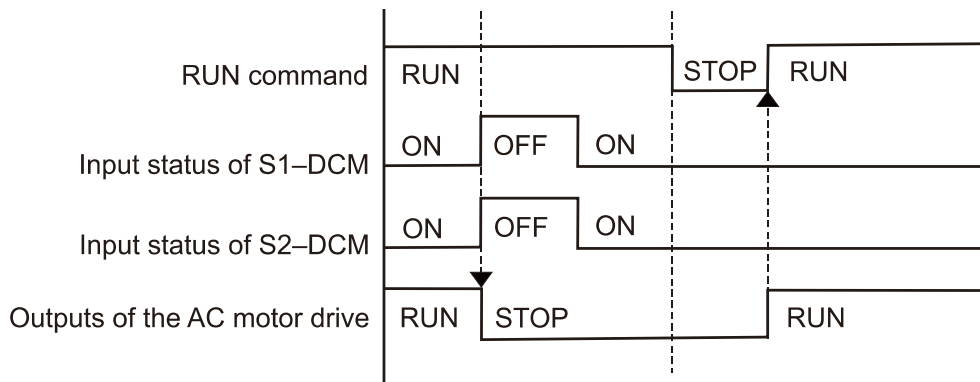 RUN command RUN STOP RUN
Input status of S1–DCM ON OFF ON
Input status of S2–DCM ON OFF ON
Outputs of the AC motor drive RUN STOP RUN